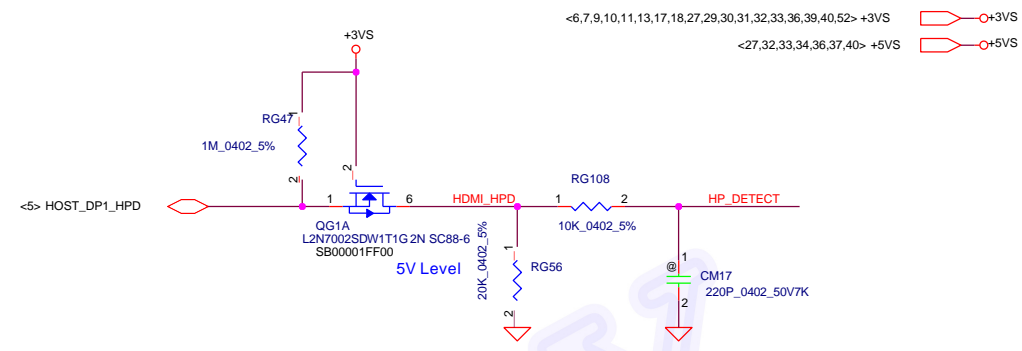 <6,7,9,10,11,13,17,18,27,29,30,31,32,33,36,39,40,52> +3VS
+3VS
<27,32,33,34,36,37,40> +5VS
+5VS
+3VS
1
RG47
1M_0402_5%
2
2
<5> HOST_DP1_HPD
1
6
HDMI_HPD
RG108
1
2
10K_0402_5%
HP_DETECT
QG1A
L2N7002SDW1T1G 2N SC88-6
SB00001FF00
5V Level
20K_0402_5%
1
RG56
2
@
1
CM17
220P_0402_50V7K
2